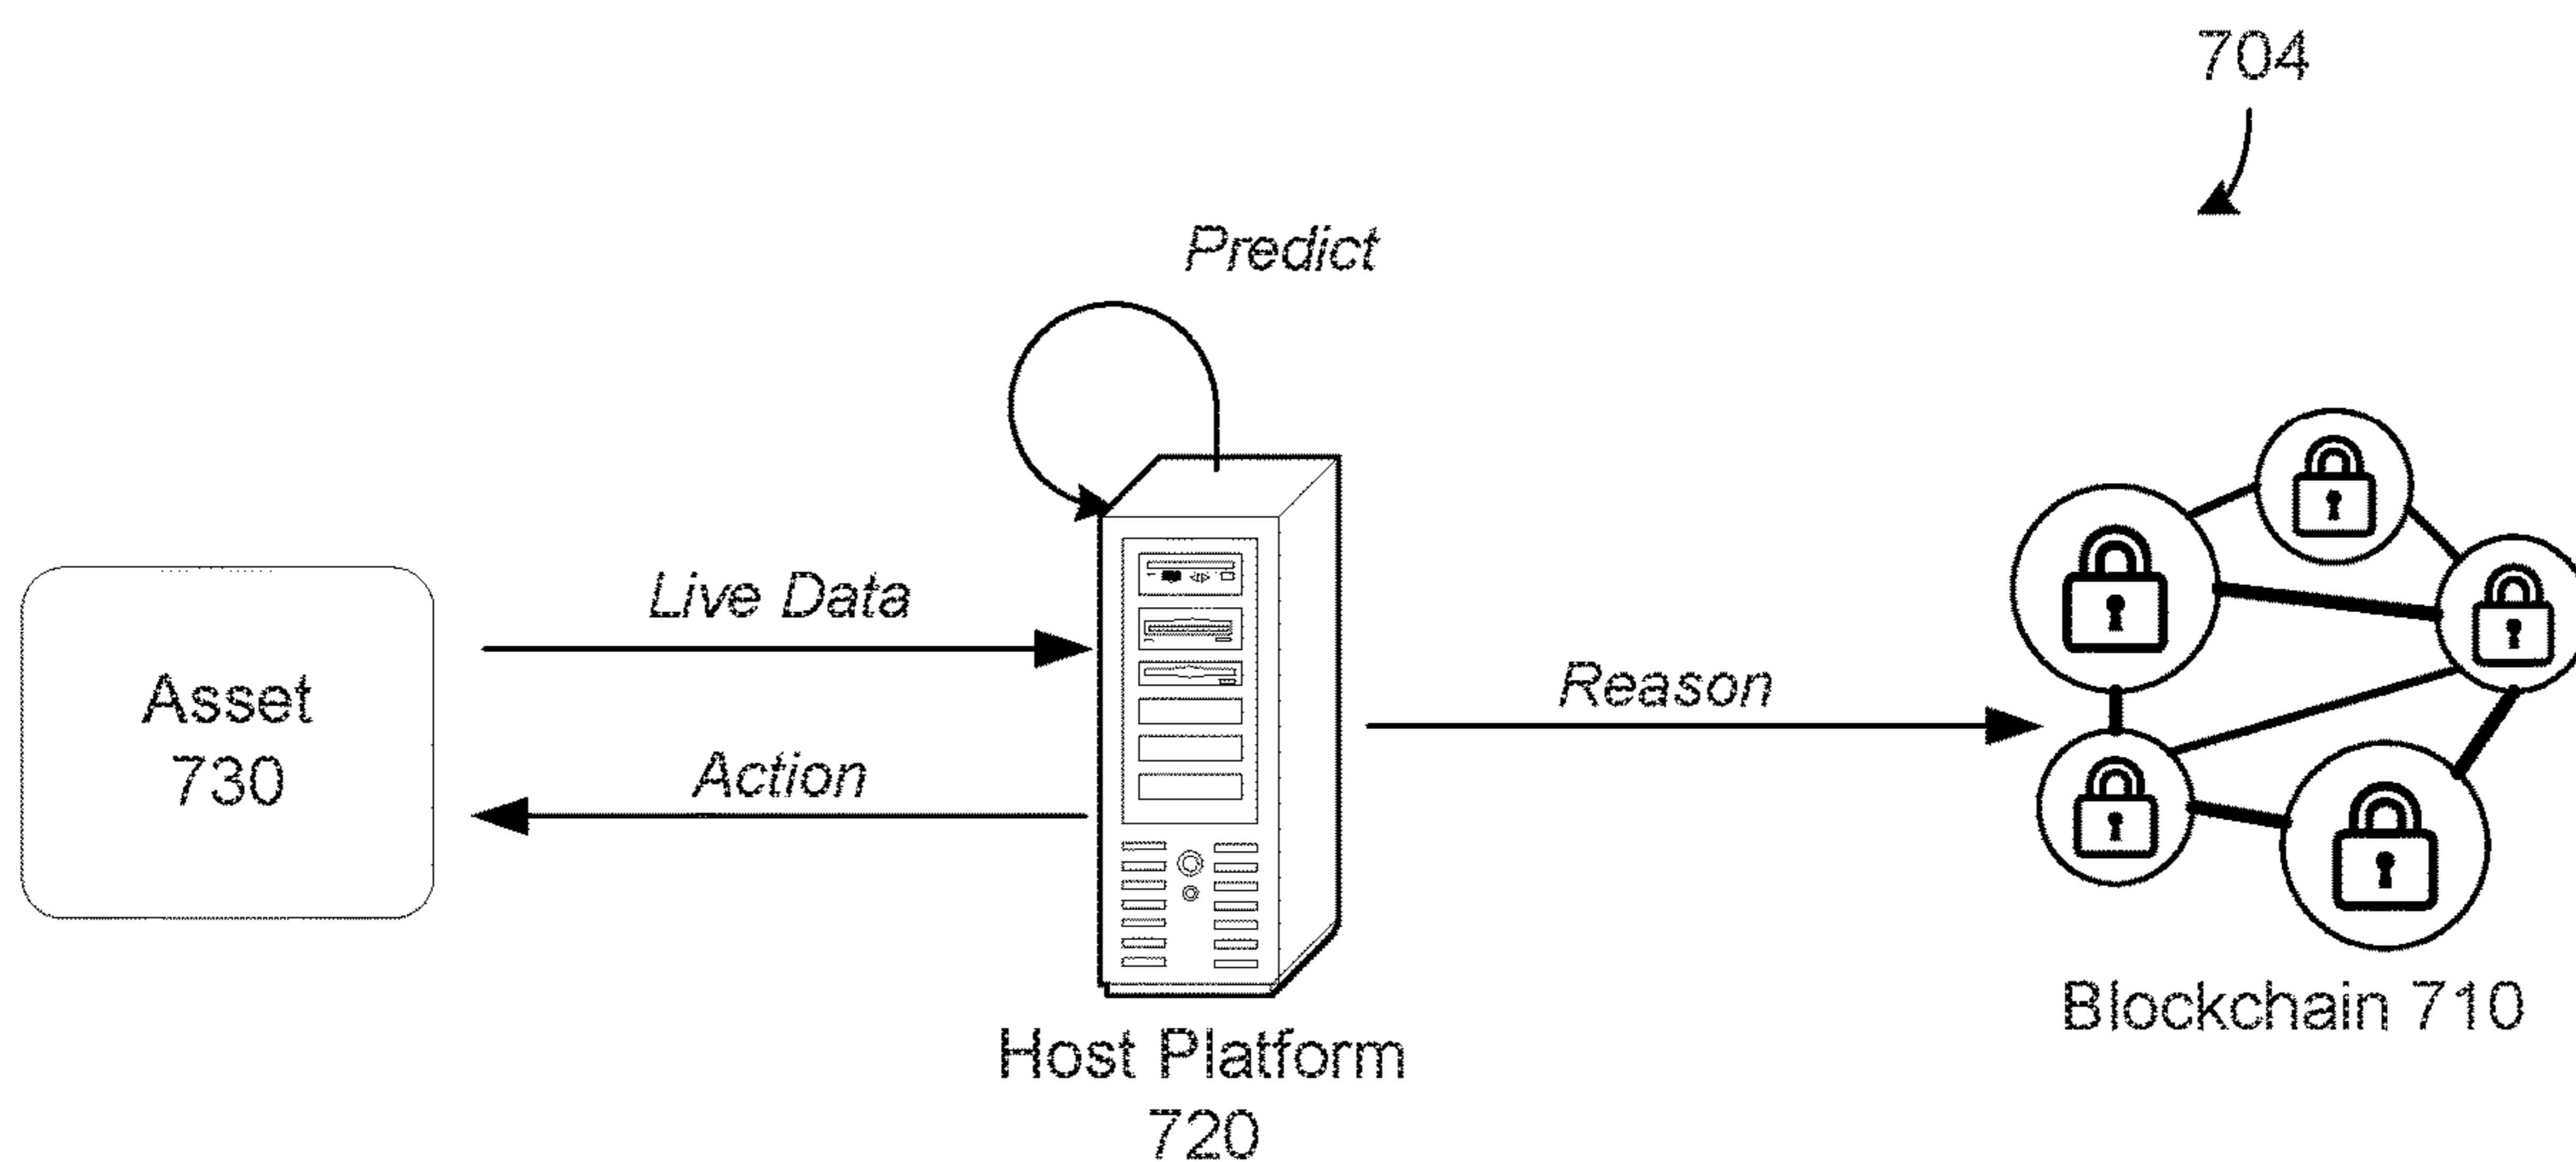 704
Predict
Live Data
Asset
730
Reason
Action
Blockchain 710
Host Platform
720